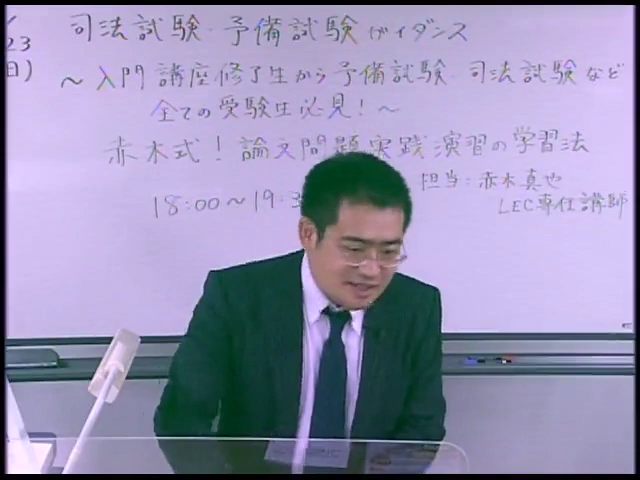 23
司法試験・予備試験ガイダンス
日)
～入門講座修了生から予備試験・司法試験など
全ての受験生必見！～
赤木式！論文問題実践演習の学習法
担当：赤木真也
LEC専任講師
18:00～19:3